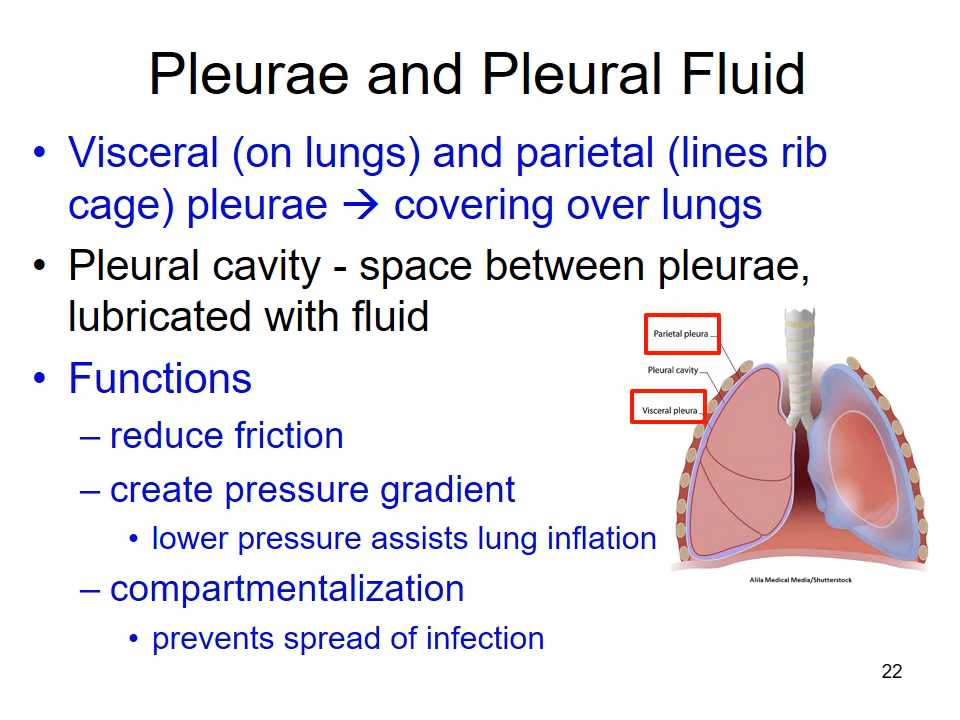 Pleurae and Pleural Fluid
• Visceral (on lungs) and parietal (lines rib
cage) pleurae → covering over lungs
• Pleural cavity - space between pleurae,
lubricated with fluid
• Functions
– reduce friction
– create pressure gradient
• lower pressure assists lung inflation
– compartmentalization
• prevents spread of infection
Parietal pleura
Pleural cavity
Visceral pleura
Alila Medical Media/Shutterstock
22